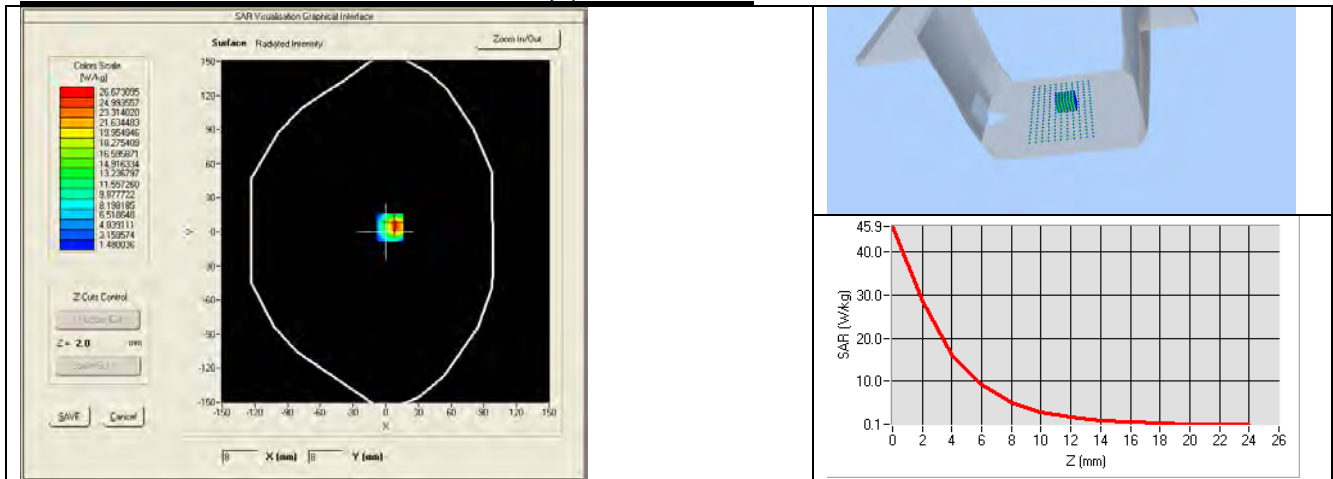 SAR Visualisation Graphical Interface
Surface Radiated Intensity
Zoom In/Out
Colors Scale
(W/kg)
26.673095
24.993557
23.314020
21.634483
19.954946
18.275409
16.595871
14.916334
13.236797
11.557260
9.877722
8.198185
6.518648
4.839111
3.159574
1.480036
Z Cuts Control
Z = 2.0 mm
SAVE Cancel
150-
120-
90-
60-
30-
0-
-30-
-60-
-90-
-120-
-150-
Y
-150 -120 -90 -60 -30 0 30 60 90 120 150
X
8 X (mm) 8 Y (mm)
45.9-
40.0-
30.0-
20.0-
10.0-
0.1-
SAR (W/kg)
0 2 4 6 8 10 12 14 16 18 20 22 24 26
Z (mm)